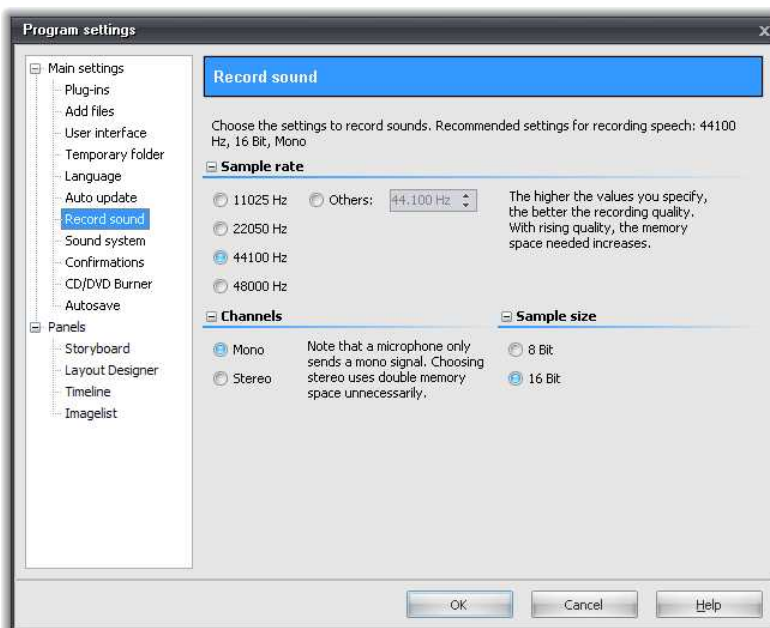 Program settings
x
Main settings
Plug-ins
Add files
User interface
Temporary folder
Language
Auto update
Record sound
Sound system
Confirmations
CD/DVD Burner
Autosave
Panels
Storyboard
Layout Designer
Timeline
Imagelist
Record sound
Choose the settings to record sounds. Recommended settings for recording speech: 44100
Hz, 16 Bit, Mono
Sample rate
11025 Hz
Others:
44.100 Hz
22050 Hz
44100 Hz
48000 Hz
The higher the values you specify,
the better the recording quality.
With rising quality, the memory
space needed increases.
Channels
Mono
Stereo
Note that a microphone only
sends a mono signal. Choosing
stereo uses double memory
space unnecessarily.
Sample size
8 Bit
16 Bit
OK
Cancel
Help